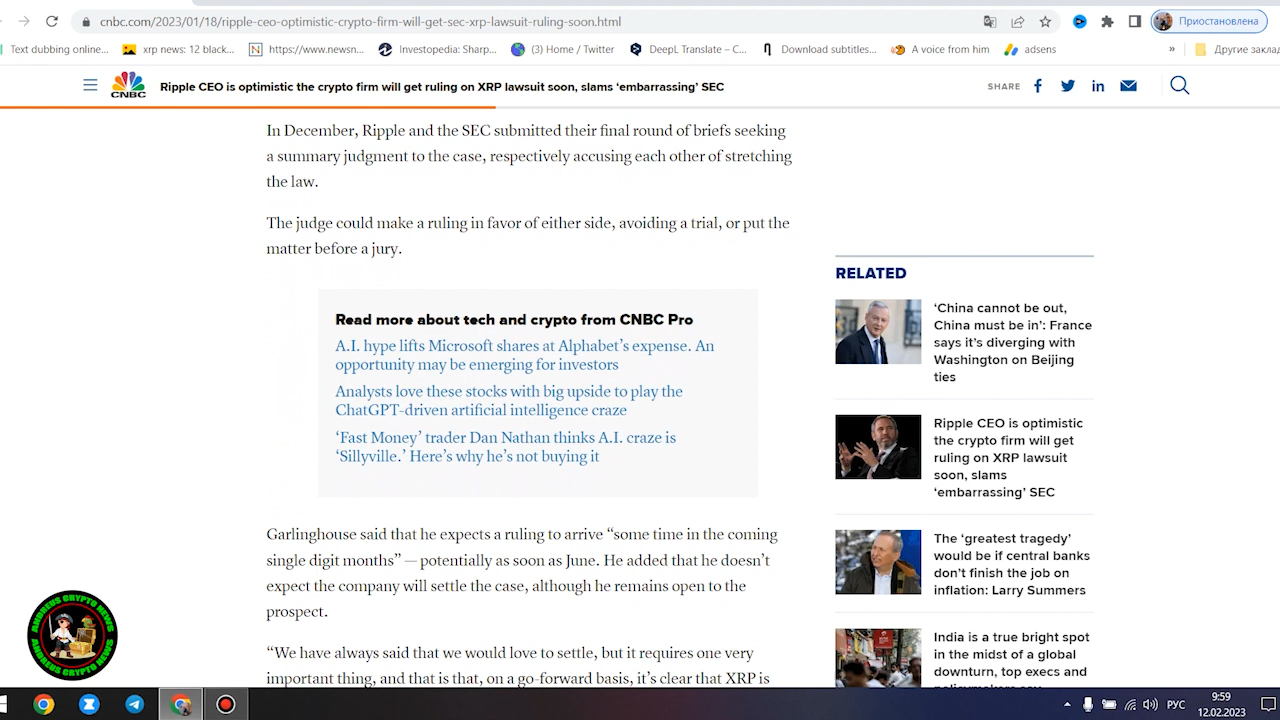 cnbc.com/2023/01/18/ripple-ceo-optimistic-crypto-firm-will-get-sec-xrp-lawsuit-ruling-soon.html
Приостановлена
Text dubbing online...
xrp news: 12 black...
https://www.newsn...
Investopedia: Sharp...
(3) Home / Twitter
DeepL Translate – C...
Download subtitles...
A voice from him
adsens
»
Другие закла
CNBC
Ripple CEO is optimistic the crypto firm will get ruling on XRP lawsuit soon, slams ‘embarrassing’ SEC
SHARE
In December, Ripple and the SEC submitted their final round of briefs seeking
a summary judgment to the case, respectively accusing each other of stretching
the law.
The judge could make a ruling in favor of either side, avoiding a trial, or put the
matter before a jury.
Read more about tech and crypto from CNBC Pro
A.I. hype lifts Microsoft shares at Alphabet’s expense. An
opportunity may be emerging for investors
Analysts love these stocks with big upside to play the
ChatGPT-driven artificial intelligence craze
‘Fast Money’ trader Dan Nathan thinks A.I. craze is
‘Sillyville.’ Here’s why he’s not buying it
Garlinghouse said that he expects a ruling to arrive “some time in the coming
single digit months” — potentially as soon as June. He added that he doesn’t
expect the company will settle the case, although he remains open to the
prospect.
“We have always said that we would love to settle, but it requires one very
important thing, and that is that, on a go-forward basis, it’s clear that XRP is
RELATED
‘China cannot be out,
China must be in’: France
says it’s diverging with
Washington on Beijing
ties
Ripple CEO is optimistic
the crypto firm will get
ruling on XRP lawsuit
soon, slams
‘embarrassing’ SEC
The ‘greatest tragedy’
would be if central banks
don’t finish the job on
inflation: Larry Summers
India is a true bright spot
in the midst of a global
downturn, top execs and
ANDREUS CRYPTO NEWS
ANDREUS CRYPTO NEWS
РУС
9:59
12.02.2023